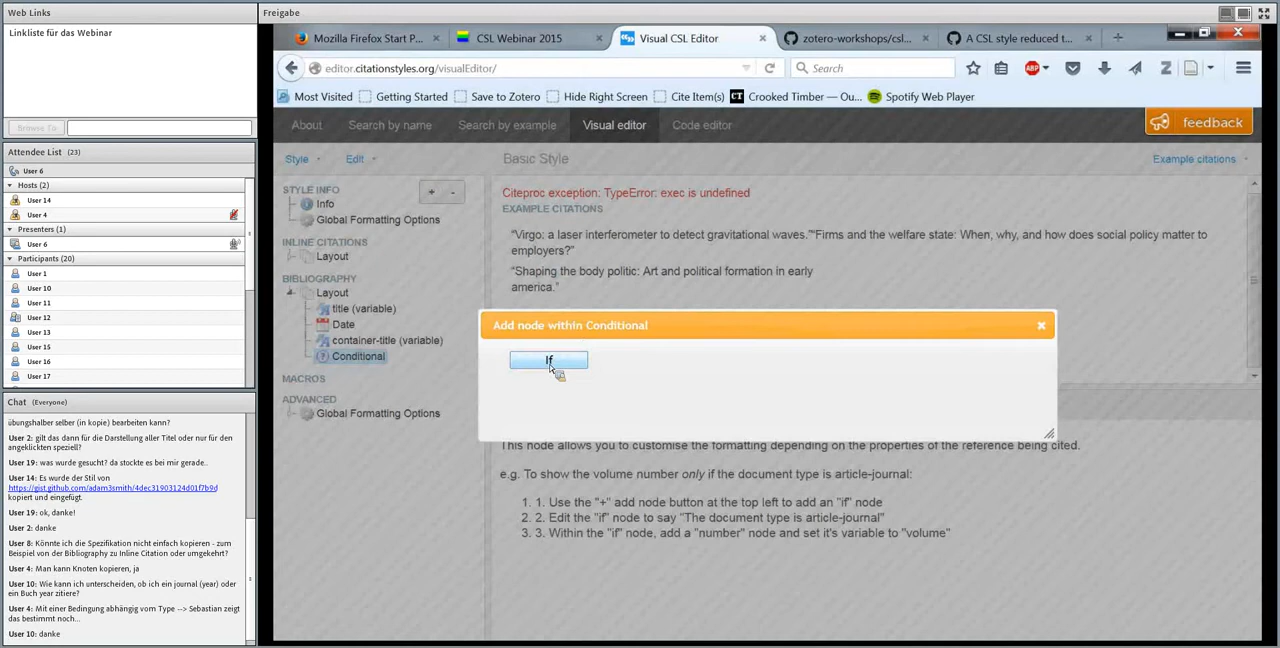 Web Links
Linkliste für das Webinar
Browse To
Attendee List (23)
User 6
Hosts (2)
User 14
User 4
Presenters (1)
User 6
Participants (20)
User 1
User 10
User 11
User 12
User 13
User 15
User 16
User 17
Chat (Everyone)
übungshalber selber (in kopie) bearbeiten kann?
User 2: gilt das dann für die Darstellung aller Titel oder nur für den
angeklickten speziell?
User 19: was wurde gesucht? da stockte es bei mir gerade..
User 14: Es wurde der Stil von
https://gist.github.com/adam3smith/4dec31903124d01f7b9d
kopiert und eingefügt.
User 19: ok, danke!
User 2: danke
User 8: Könnte ich die Spezifikation nicht einfach kopieren - zum
Beispiel von der Bibliography zu Inline Citation oder umgekehrt?
User 4: Man kann Knoten kopieren, ja
User 10: Wie kann ich unterscheiden, ob ich ein journal (year) oder
ein Buch year zitiere?
User 4: Mit einer Bedingung abhängig vom Type --> Sebastian zeigt
das bestimmt noch...
User 10: danke
Freigabe
Mozilla Firefox Start P...
CSL Webinar 2015
Visual CSL Editor
zotero-workshops/csl...
A CSL style reduced t...
editor.citationstyles.org/visualEditor/
Search
ABP
Z
Most Visited
Getting Started
Save to Zotero
Hide Right Search
Cite Item(s)
CT Crooked Timber — Ou...
Spotify Web Player
About
Search by name
Search by example
Visual editor
Code editor
feedback
Style
Edit
Basic Style
Example citations
STYLE INFO
+ -
Info
Global Formatting Options
INLINE CITATIONS
Layout
BIBLIOGRAPHY
Layout
title (variable)
Date
container-title (variable)
Conditional
MACROS
ADVANCED
Global Formatting Options
Citeproc exception: TypeError: exec is undefined
EXAMPLE CITATIONS
“Virgo: a laser interferometer to detect gravitational waves.”“Firms and the welfare state: When, why, and how does social policy matter to
employers?”
“Shaping the body politic: Art and political formation in early
america.”
Add node within Conditional
If
This node allows you to customise the formatting depending on the properties of the reference being cited.
e.g. To show the volume number only if the document type is article-journal:
1. 1. Use the "+" add node button at the top left to add an "if" node
2. 2. Edit the "if" node to say "The document type is article-journal"
3. 3. Within the "if" node, add a "number" node and set it's variable to "volume"